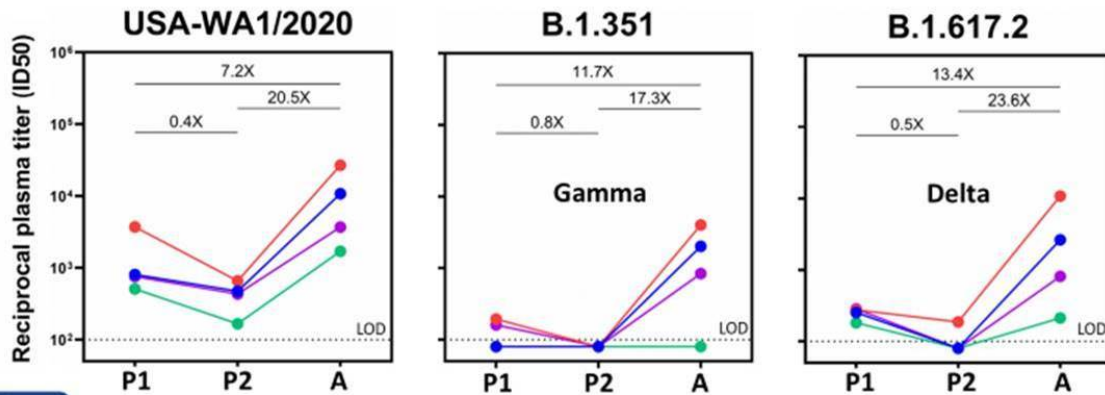 USA-WA1/2020
B.1.351
B.1.617.2
Reciprocal plasma titer (ID50)
10⁶
10⁵
10⁴
10³
10²
7.2X
20.5X
0.4X
LOD
P1 P2 A
11.7X
17.3X
0.8X
Gamma
LOD
P1 P2 A
13.4X
23.6X
0.5X
Delta
LOD
P1 P2 A